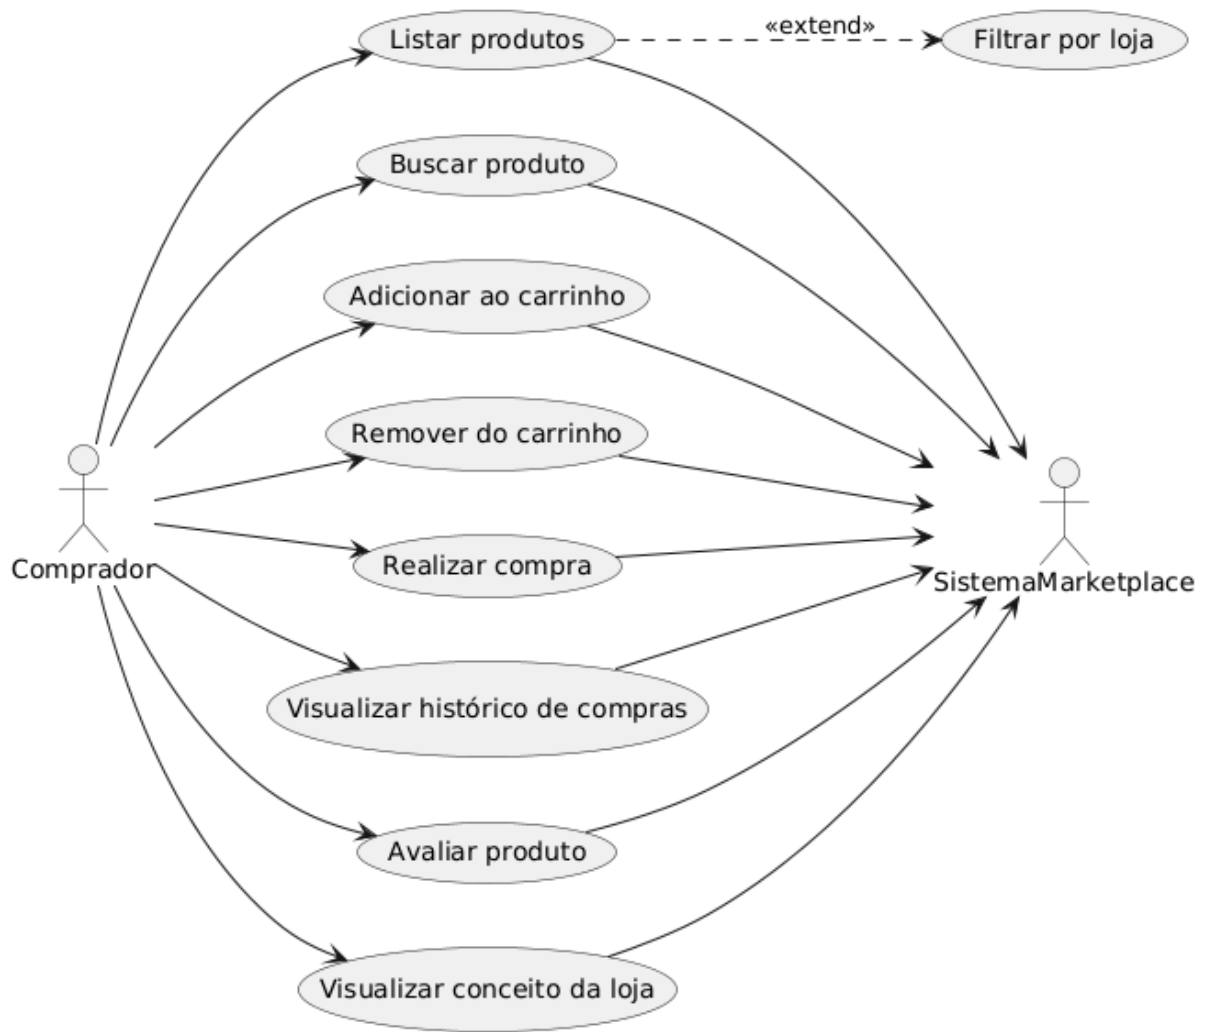 Listar produtos
«extend»
Filtrar por loja
Buscar produto
Adicionar ao carrinho
Remover do carrinho
Comprador
Realizar compra
SistemaMarketplace
Visualizar histórico de compras
Avaliar produto
Visualizar conceito da loja